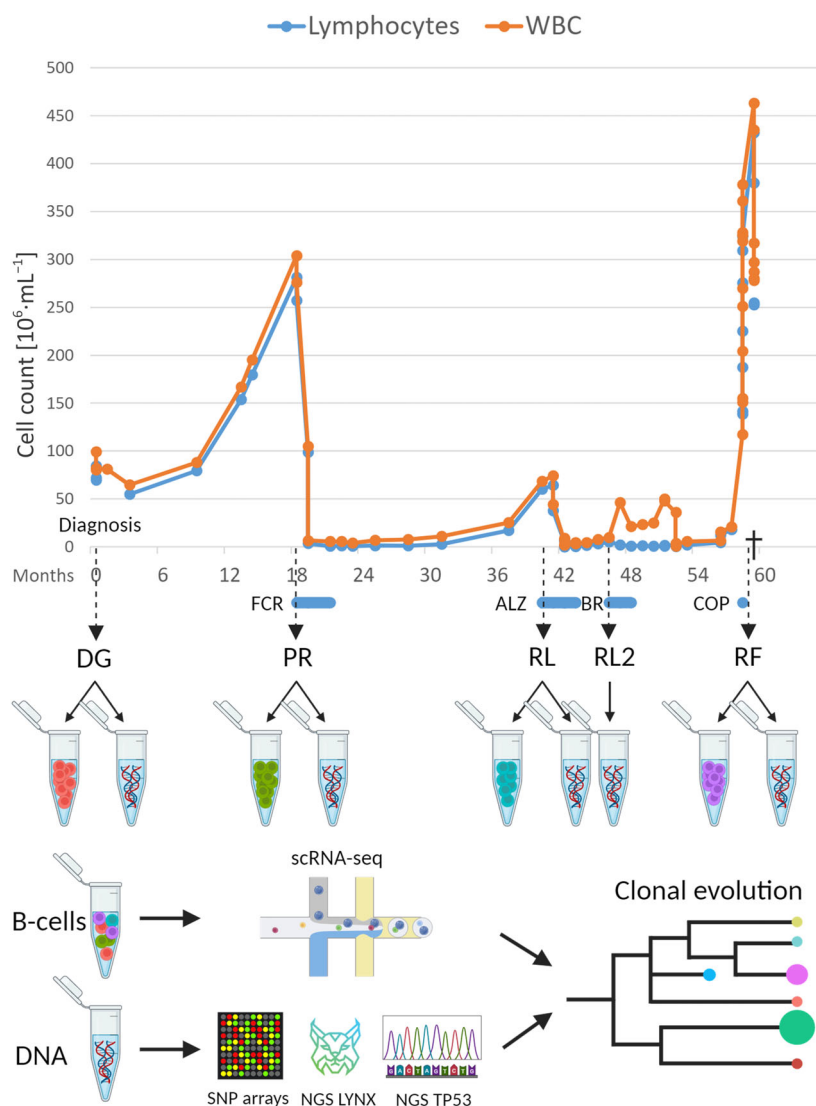 Lymphocytes WBC
500
450
400
350
300
250
200
150
100
50
0
Cell count [10⁶·mL⁻¹]
Diagnosis
Months 0 6 12 18 24 30 36 42 48 54 60
FCR ALZ BR COP
DG PR RL RL2 RF
scRNA-seq
B-cells
Clonal evolution
DNA
GACTAGTCTG
SNP arrays NGS LYNX NGS TP53